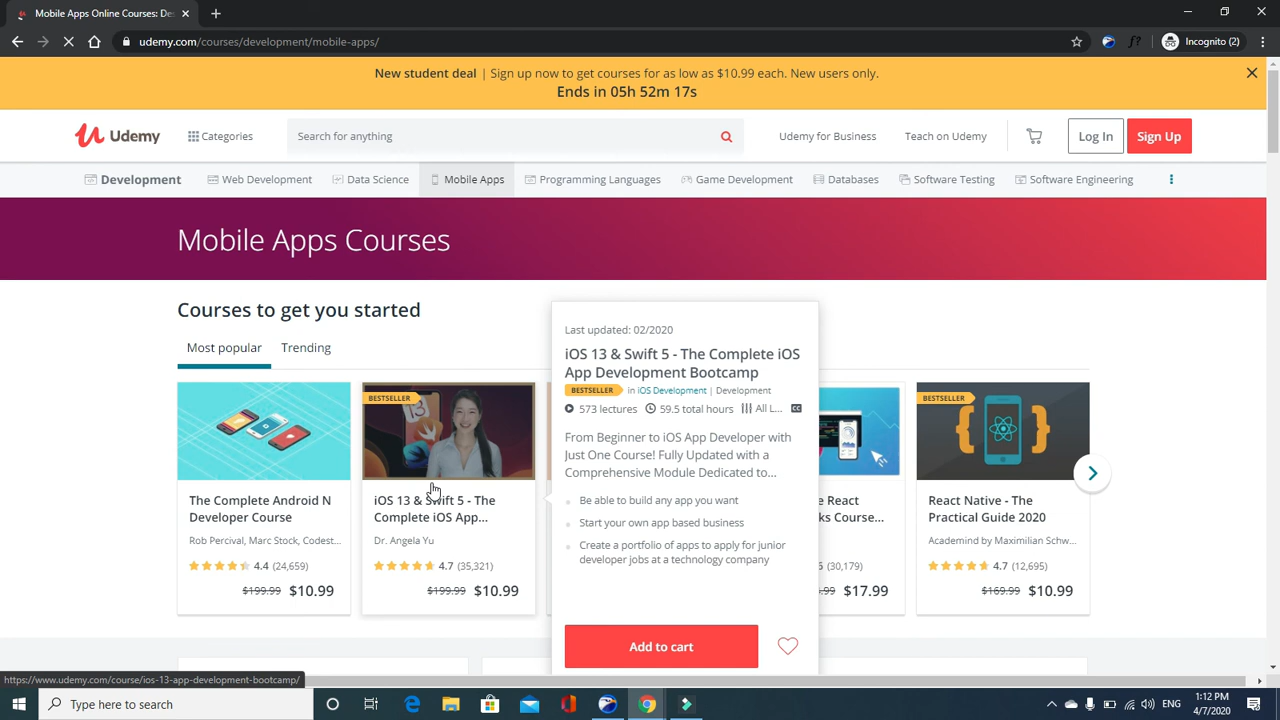 Mobile Apps Online Courses: Des
udemy.com/courses/development/mobile-apps/
Incognito (2)
New student deal | Sign up now to get courses for as low as $10.99 each. New users only.
Ends in 05h 52m 17s
Udemy
Categories
Search for anything
Udemy for Business
Teach on Udemy
Log In
Sign Up
Development
Web Development
Data Science
Mobile Apps
Programming Languages
Game Development
Databases
Software Testing
Software Engineering
Mobile Apps Courses
Courses to get you started
Most popular
Trending
The Complete Android N
Developer Course
Rob Percival, Marc Stock, Codest...
4.4 (24,659)
$199.99 $10.99
BESTSELLER
13
iOS 13 & Swift 5 - The
Complete iOS App...
Dr. Angela Yu
4.7 (35,321)
$199.99 $10.99
Last updated: 02/2020
iOS 13 & Swift 5 - The Complete iOS
App Development Bootcamp
BESTSELLER in iOS Development | Development
573 lectures 59.5 total hours All L... CC
From Beginner to iOS App Developer with
Just One Course! Fully Updated with a
Comprehensive Module Dedicated to...
Be able to build any app you want
Start your own app based business
Create a portfolio of apps to apply for junior
developer jobs at a technology company
Add to cart
e React
ks Course...
(30,179)
$17.99
BESTSELLER
React Native - The
Practical Guide 2020
Academind by Maximilian Schw...
4.7 (12,695)
$169.99 $10.99
https://www.udemy.com/course/ios-13-app-development-bootcamp/
Type here to search
ENG
1:12 PM
4/7/2020